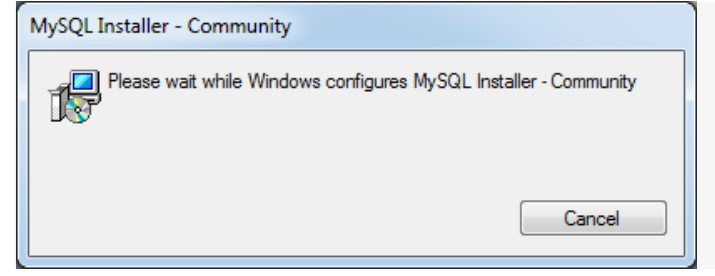 MySQL Installer - Community
Please wait while Windows configures MySQL Installer - Community
Cancel